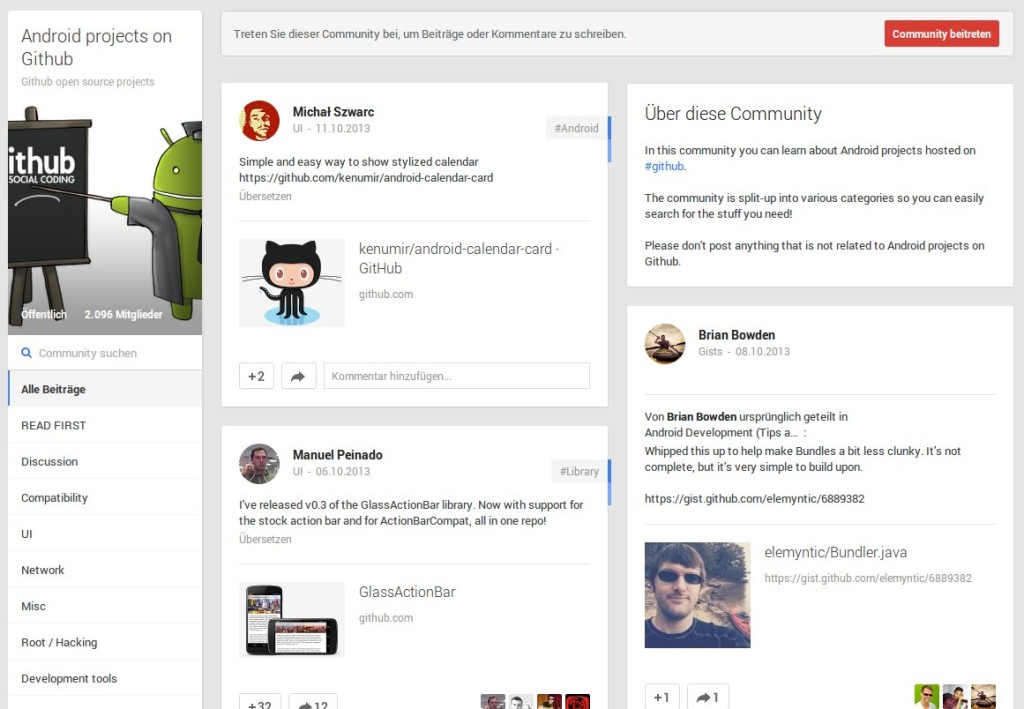 Android projects on
Github
Github open source projects
ithub
SOCIAL CODING
Öffentlich 2.096 Mitglieder
Community suchen
Alle Beiträge
READ FIRST
Discussion
Compatibility
UI
Network
Misc
Root / Hacking
Development tools
Treten Sie dieser Community bei, um Beiträge oder Kommentare zu schreiben.
Community beitreten
Michał Szwarc
UI - 11.10.2013
#Android
Simple and easy way to show stylized calendar
https://github.com/kenumir/android-calendar-card
Übersetzen
kenumir/android-calendar-card ·
GitHub
github.com
+2
Kommentar hinzufügen...
Manuel Peinado
UI - 06.10.2013
#Library
I've released v0.3 of the GlassActionBar library. Now with support for
the stock action bar and for ActionBarCompat, all in one repo!
Übersetzen
GlassActionBar
github.com
+32 12
Über diese Community
In this community you can learn about Android projects hosted on
#github.
The community is split-up into various categories so you can easily
search for the stuff you need!
Please don't post anything that is not related to Android projects on
Github.
Brian Bowden
Gists - 08.10.2013
Von Brian Bowden ursprünglich geteilt in
Android Development (Tips a... :
Whipped this up to help make Bundles a bit less clunky. It's not
complete, but it's very simple to build upon.
https://gist.github.com/elemyntic/6889382
elemyntic/Bundler.java
https://gist.github.com/elemyntic/6889382
+1 1